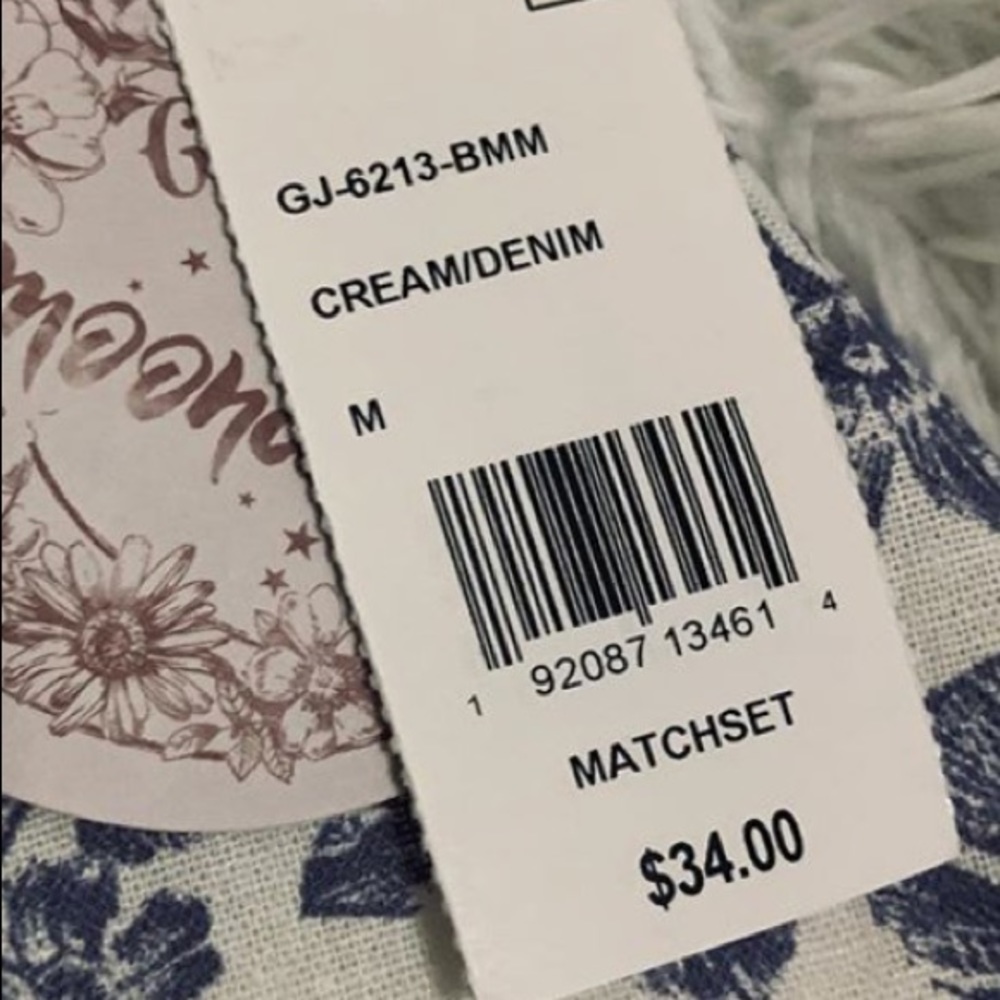 GJ-6213-BMM
CREAM/DENIM
M
1 92087 13461 4
MATCHSET
$34.00